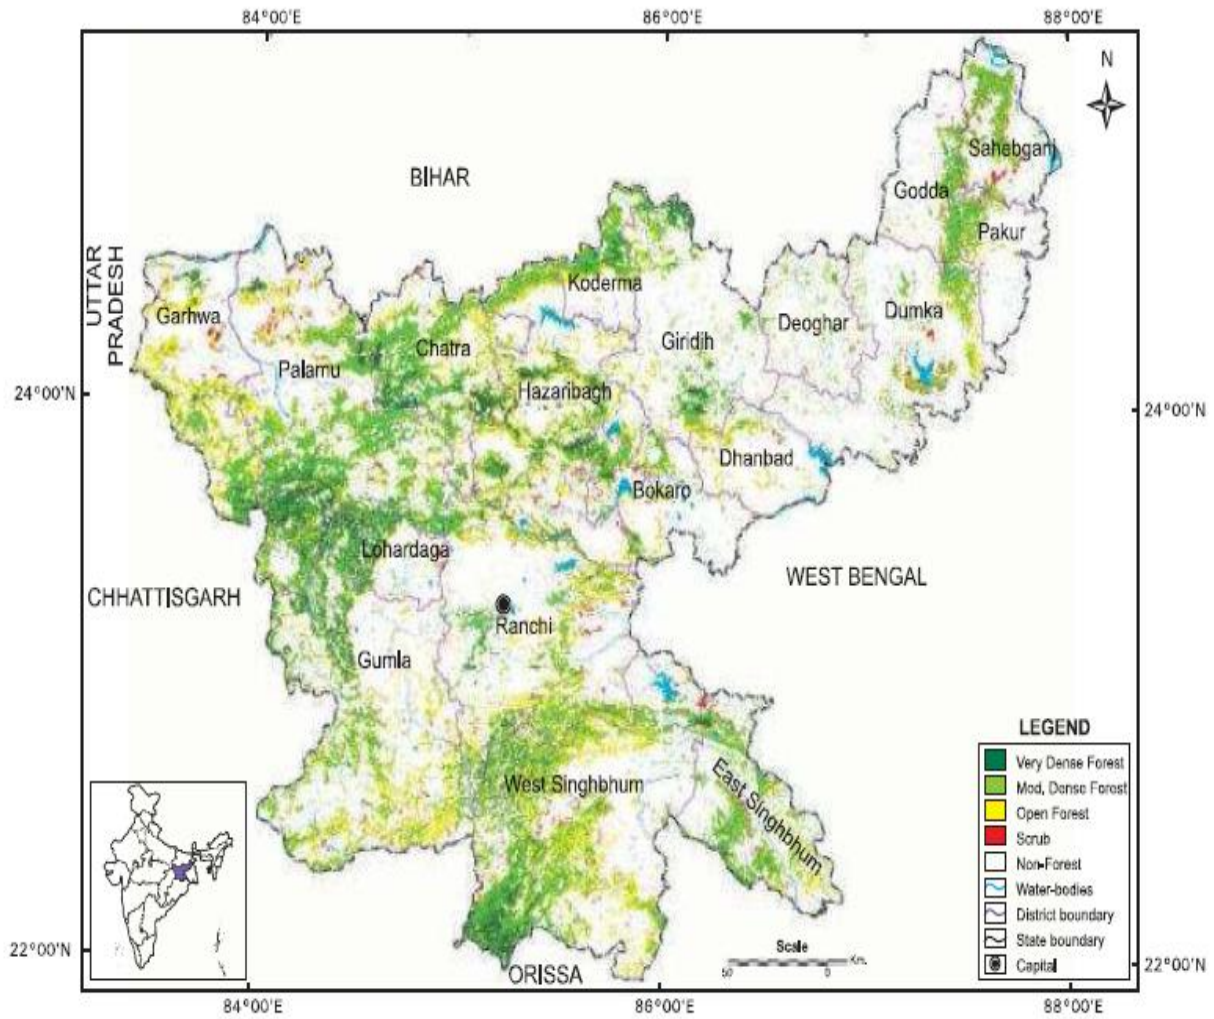 84°00'E
86°00'E
88°00'E
N
BIHAR
Sahebganj
Godda
Pakur
UTTAR
PRADESH
Koderma
Garhwa
Dumka
Deoghar
Giridih
Chatra
Palamu
24°00'N
Hazaribagh
24°00'N
Dhanbad
Bokaro
Lohardaga
WEST BENGAL
CHHATTISGARH
Ranchi
Gumla
LEGEND
Very Dense Forest
Mod. Dense Forest
Open Forest
Scrub
Non-Forest
Water-bodies
District boundary
State boundary
Capital
West Singhbhum
East Singhbhum
22°00'N
Scale
50 0 Km.
22°00'N
ORISSA
84°00'E
86°00'E
88°00'E